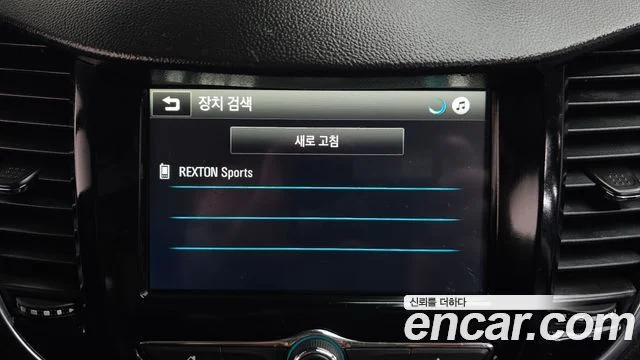 장치 검색
새로 고침
REXTON Sports
신뢰를 더하다
encar.com